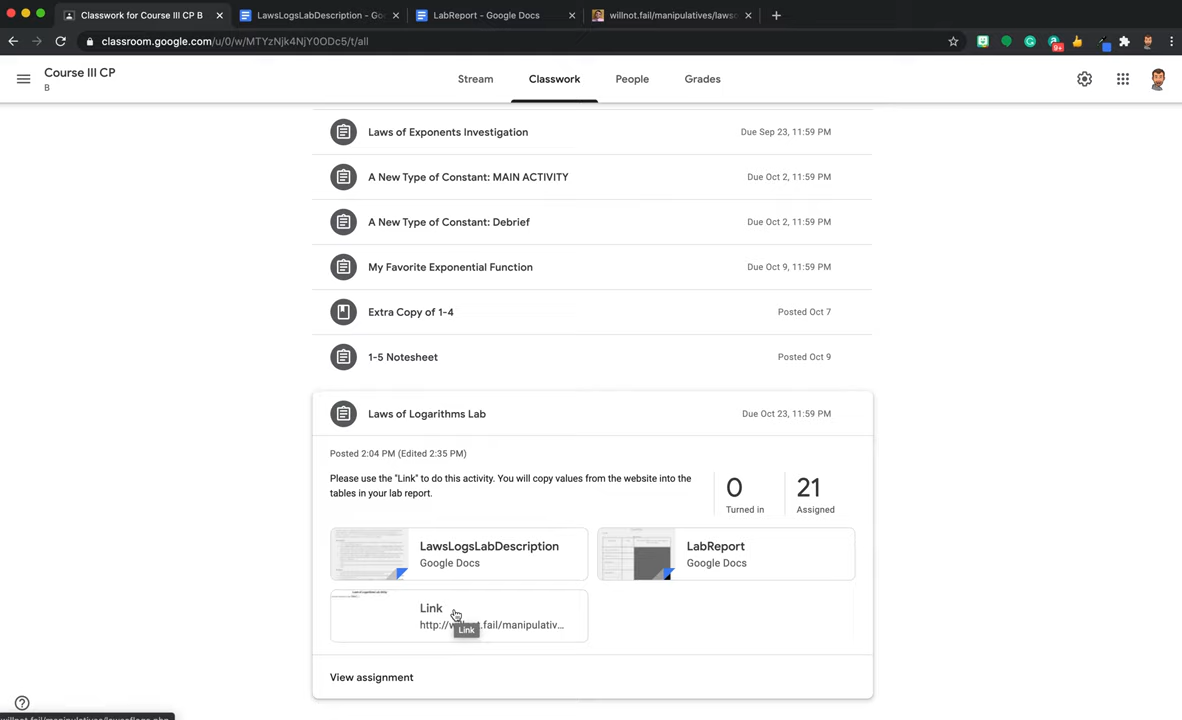 Classwork for Course III CP B
LawsLogsLabDescription - Go
LabReport - Google Docs
willnot.fail/manipulatives/laws
classroom.google.com/u/0/w/MTYzNjk4NjY0ODc5/t/all
9+
Course III CP
B
Stream
Classwork
People
Grades
Laws of Exponents Investigation
Due Sep 23, 11:59 PM
A New Type of Constant: MAIN ACTIVITY
Due Oct 2, 11:59 PM
A New Type of Constant: Debrief
Due Oct 2, 11:59 PM
My Favorite Exponential Function
Due Oct 9, 11:59 PM
Extra Copy of 1-4
Posted Oct 7
1-5 Notesheet
Posted Oct 9
Laws of Logarithms Lab
Due Oct 23, 11:59 PM
Posted 2:04 PM (Edited 2:35 PM)
Please use the "Link" to do this activity. You will copy values from the website into the
tables in your lab report.
0
Turned in
21
Assigned
LawsLogsLabDescription
Google Docs
LabReport
Google Docs
Link
http://willnot.fail/manipulativ...
Link
View assignment